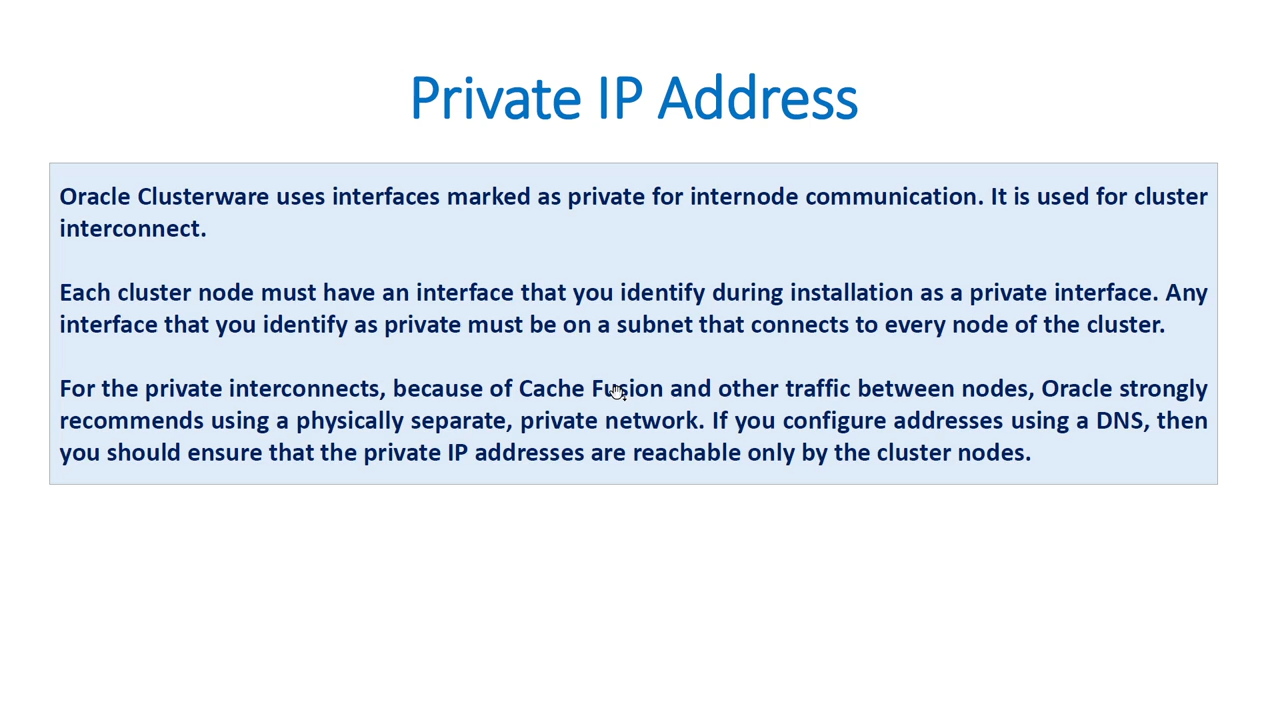 Private IP Address
Oracle Clusterware uses interfaces marked as private for internode communication. It is used for cluster
interconnect.
Each cluster node must have an interface that you identify during installation as a private interface. Any
interface that you identify as private must be on a subnet that connects to every node of the cluster.
For the private interconnects, because of Cache Fusion and other traffic between nodes, Oracle strongly
recommends using a physically separate, private network. If you configure addresses using a DNS, then
you should ensure that the private IP addresses are reachable only by the cluster nodes.